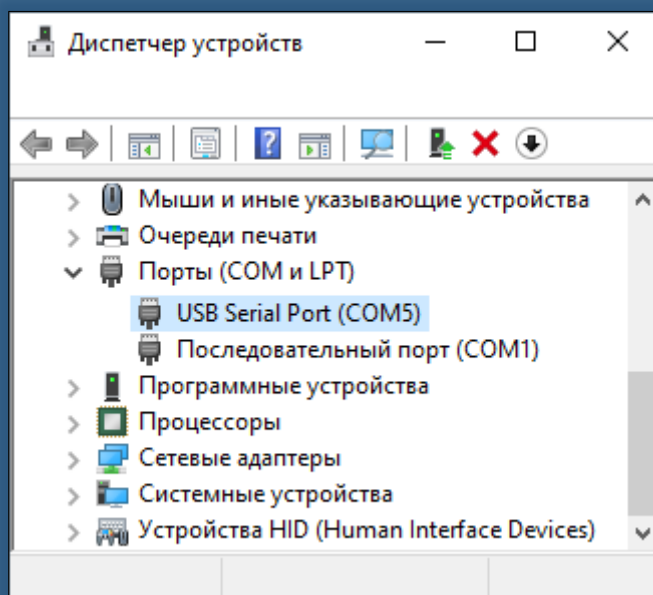 Диспетчер устройств
?
Мыши и иные указывающие устройства
Очереди печати
Порты (COM и LPT)
USB Serial Port (COM5)
Последовательный порт (COM1)
Программные устройства
Процессоры
Сетевые адаптеры
Системные устройства
Устройства HID (Human Interface Devices)